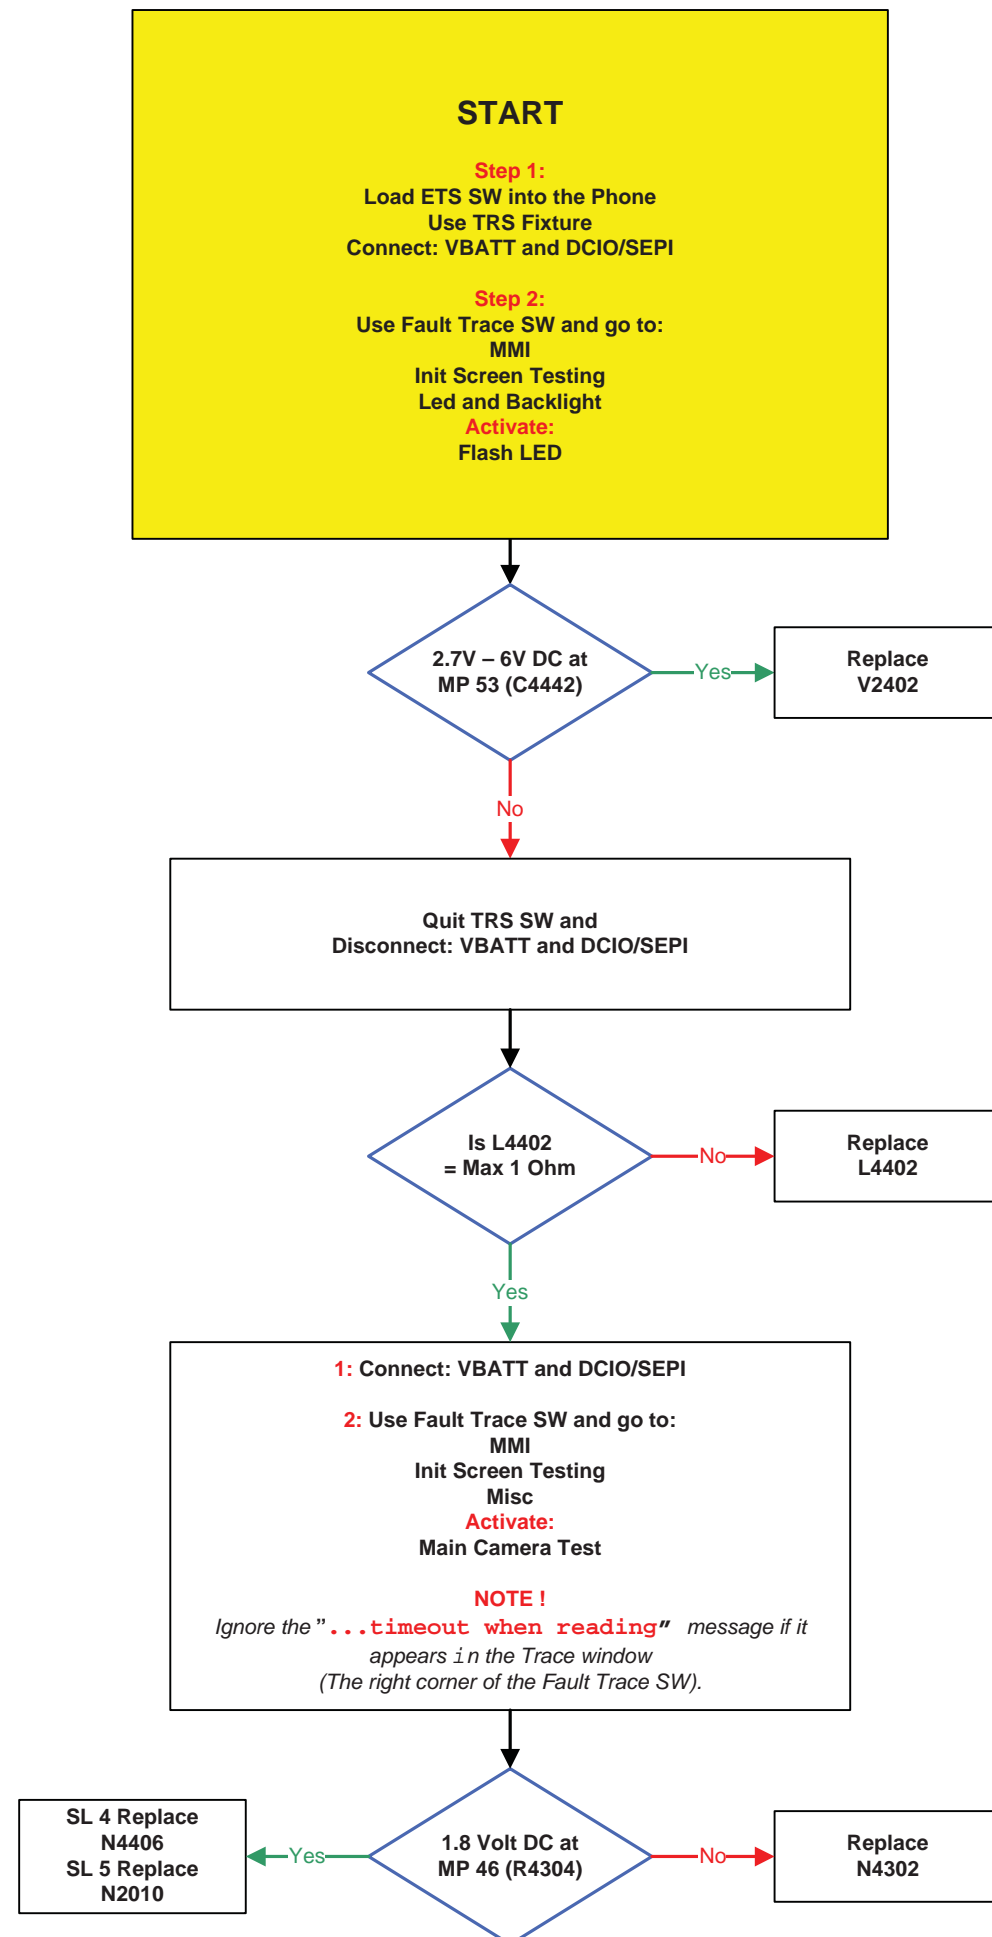 START
Step 1:
Load ETS SW into the Phone
Use TRS Fixture
Connect: VBATT and DCIO/SEPI
Step 2:
Use Fault Trace SW and go to:
MMI
Init Screen Testing
Led and Backlight
Activate:
Flash LED
2.7V – 6V DC at
MP 53 (C4442)
Yes
Replace
V2402
No
Quit TRS SW and
Disconnect: VBATT and DCIO/SEPI
Is L4402
= Max 1 Ohm
No
Replace
L4402
Yes
1: Connect: VBATT and DCIO/SEPI
2: Use Fault Trace SW and go to:
MMI
Init Screen Testing
Misc
Activate:
Main Camera Test
NOTE !
Ignore the "...timeout when reading" message if it
appears in the Trace window
(The right corner of the Fault Trace SW).
SL 4 Replace
N4406
SL 5 Replace
N2010
Yes
1.8 Volt DC at
MP 46 (R4304)
No
Replace
N4302